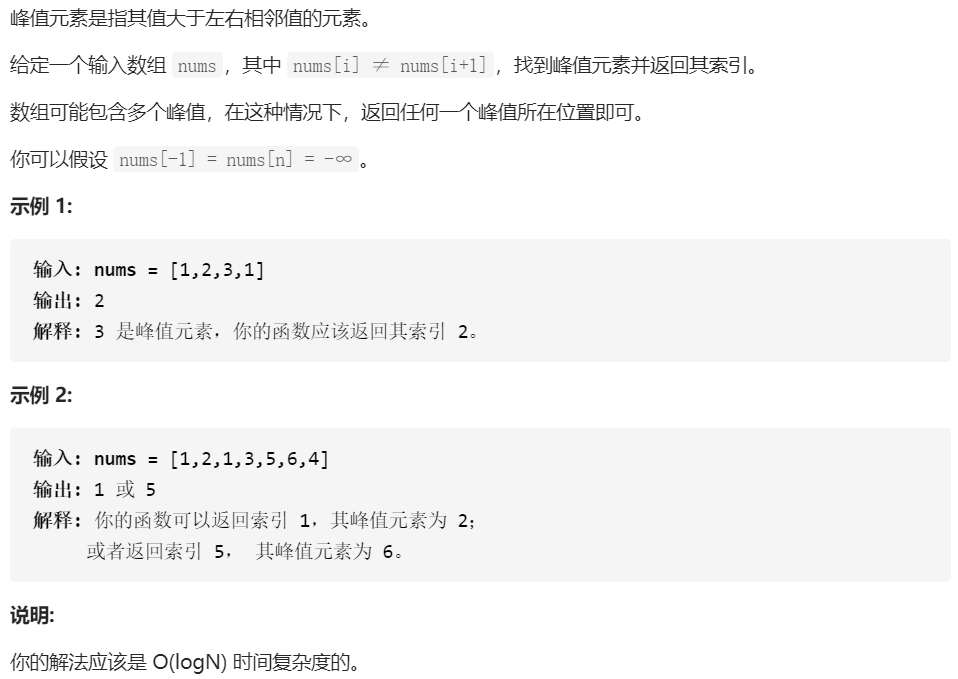 峰值元素是指其值大于左右相邻值的元素。
给定一个输入数组 nums，其中 nums[i] ≠ nums[i+1]，找到峰值元素并返回其索引。
数组可能包含多个峰值，在这种情况下，返回任何一个峰值所在位置即可。
你可以假设 nums[-1] = nums[n] = -∞。
示例 1:
输入: nums = [1,2,3,1]
输出: 2
解释: 3 是峰值元素，你的函数应该返回其索引 2。
示例 2:
输入: nums = [1,2,1,3,5,6,4]
输出: 1 或 5
解释: 你的函数可以返回索引 1，其峰值元素为 2；
或者返回索引 5， 其峰值元素为 6。
说明:
你的解法应该是 O(logN) 时间复杂度的。